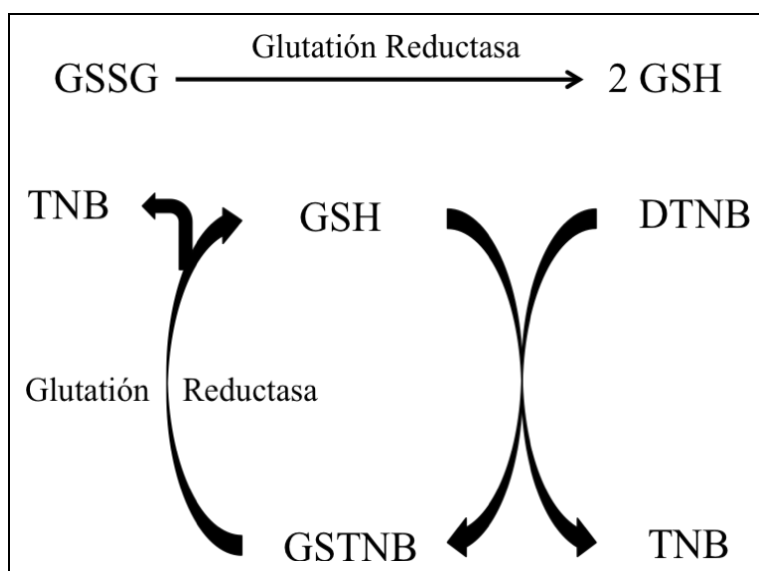 Glutatión Reductasa
GSSG 2 GSH
TNB GSH DTNB
Glutatión Reductasa
GSTNB TNB